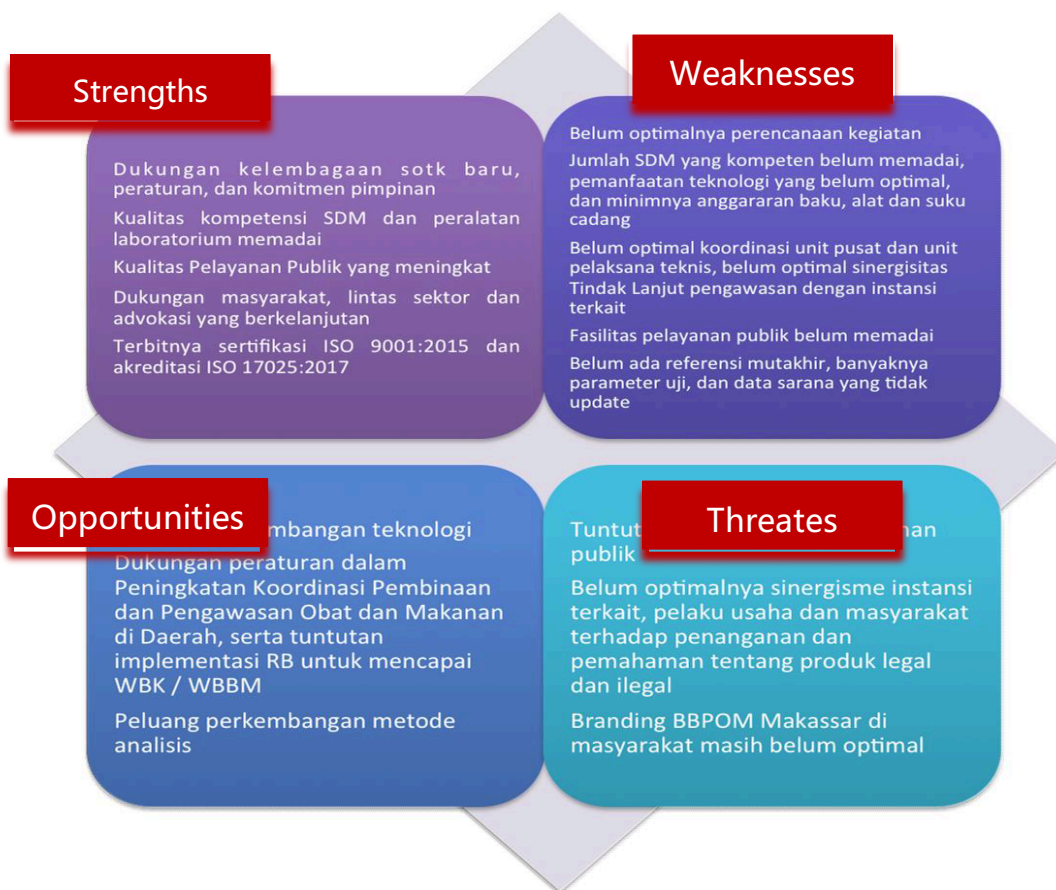 Strengths
Dukungan kelembagaan sotk baru,
peraturan, dan komitmen pimpinan
Kualitas kompetensi SDM dan peralatan
laboratorium memadai
Kualitas Pelayanan Publik yang meningkat
Dukungan masyarakat, lintas sektor dan
advokasi yang berkelanjutan
Terbitnya sertifikasi ISO 9001:2015 dan
akreditasi ISO 17025:2017
Weaknesses
Belum optimalnya perencanaan kegiatan
Jumlah SDM yang kompeten belum memadai,
pemanfaatan teknologi yang belum optimal,
dan minimnya anggararan baku, alat dan suku
cadang
Belum optimal koordinasi unit pusat dan unit
pelaksana teknis, belum optimal sinergisitas
Tindak Lanjut pengawasan dengan instansi
terkait
Fasilitas pelayanan publik belum memadai
Belum ada referensi mutakhir, banyaknya
parameter uji, dan data sarana yang tidak
update
Opportunities
teknologi
Dukungan peraturan dalam
Peningkatan Koordinasi Pembinaan
dan Pengawasan Obat dan Makanan
di Daerah, serta tuntutan
implementasi RB untuk mencapai
WBK / WBBM
Peluang perkembangan metode
analisis
Threates
publik
Belum optimalnya sinergisme instansi
terkait, pelaku usaha dan masyarakat
terhadap penanganan dan
pemahaman tentang produk legal
dan ilegal
Branding BBPOM Makassar di
masyarakat masih belum optimal